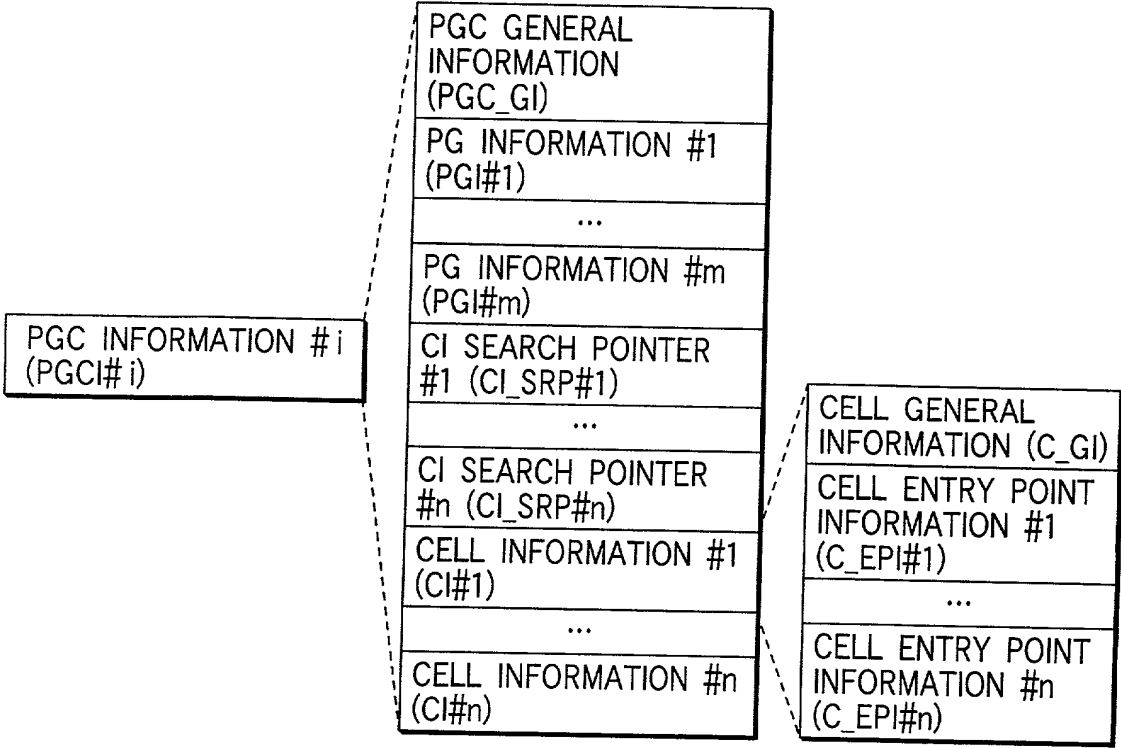 PGC INFORMATION #i
(PGCI#i)
PGC GENERAL
INFORMATION
(PGC_GI)
PG INFORMATION #1
(PGI#1)
...
PG INFORMATION #m
(PGI#m)
CI SEARCH POINTER
#1 (CI_SRP#1)
...
CI SEARCH POINTER
#n (CI_SRP#n)
CELL INFORMATION #1
(CI#1)
...
CELL INFORMATION #n
(CI#n)
CELL GENERAL
INFORMATION (C_GI)
CELL ENTRY POINT
INFORMATION #1
(C_EPI#1)
...
CELL ENTRY POINT
INFORMATION #n
(C_EPI#n)